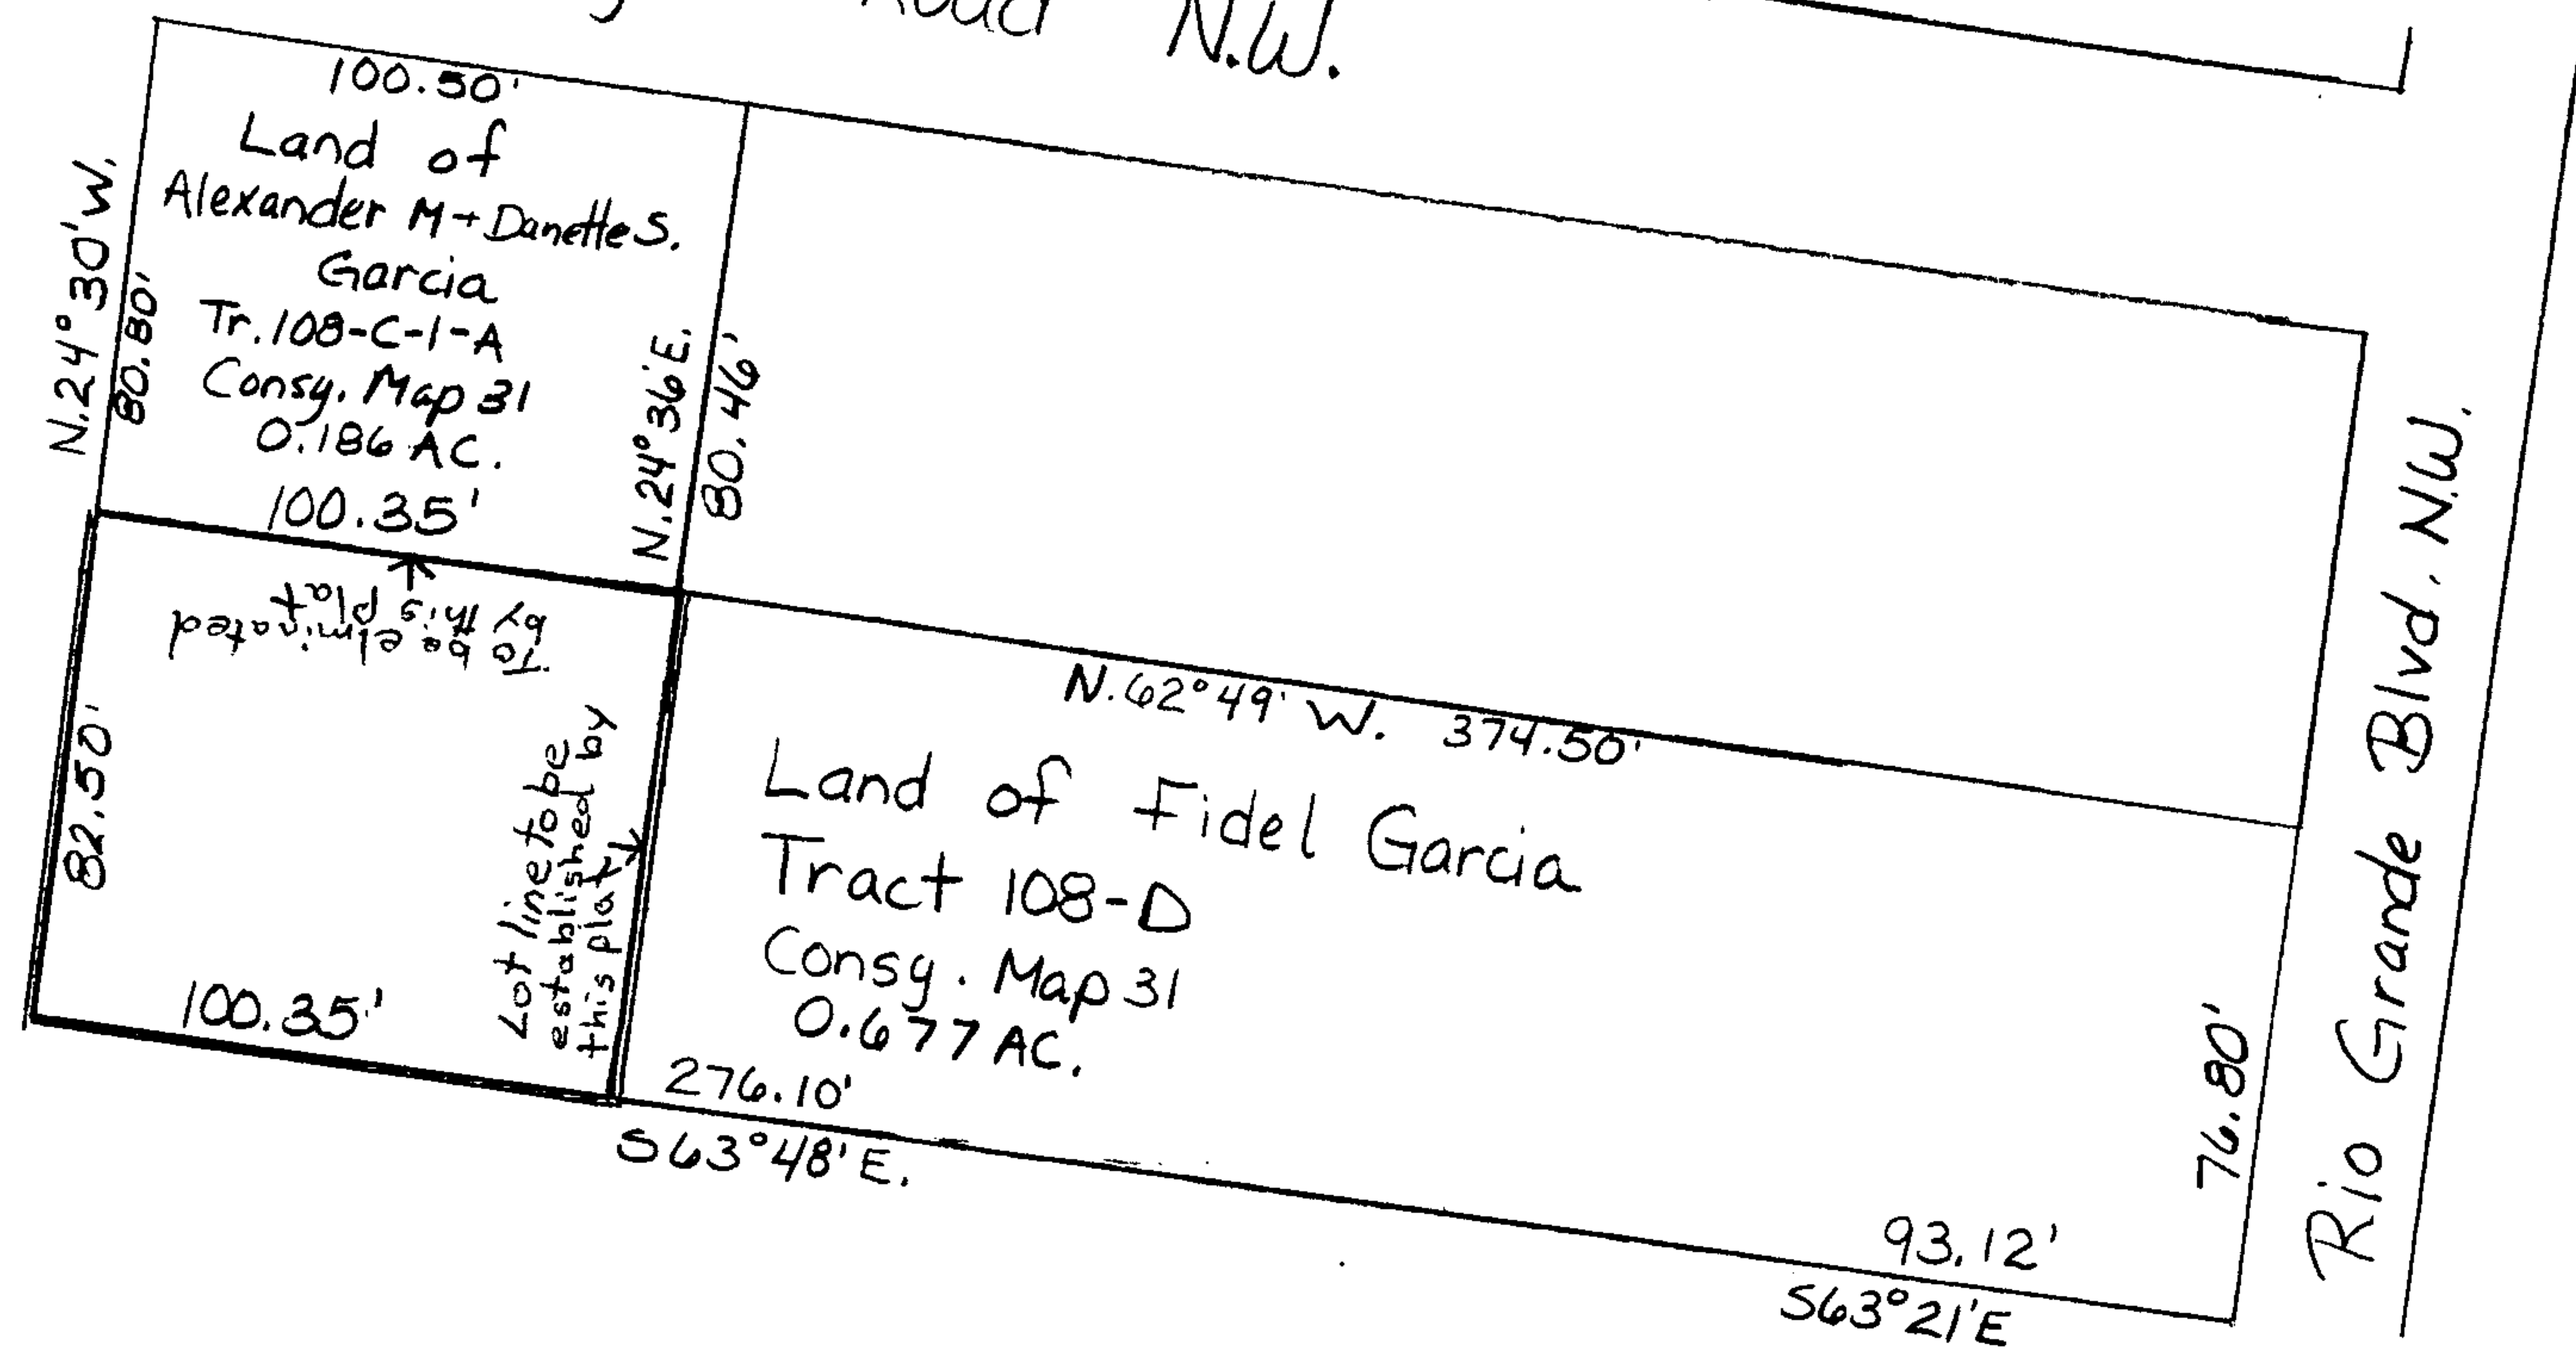 Road N.W.
100.50'
Land of
Alexander M + Danette S.
Garcia
Tr. 108-C-1-A
Consy. Map 31
0.186 AC.
100.35'
N.24°30'W.
80.80'
N.24°36'E.
80.46'
To be elminated
by this plat
82.50'
Lot line to be
established by
this plat
100.35'
N.62°49' W. 374.50'
Land of Fidel Garcia
Tract 108-D
Consy. Map 31
0.677 AC.
276.10'
S63°48'E.
93.12'
S63°21'E
76.80'
Rio Grande Blvd. N.W.